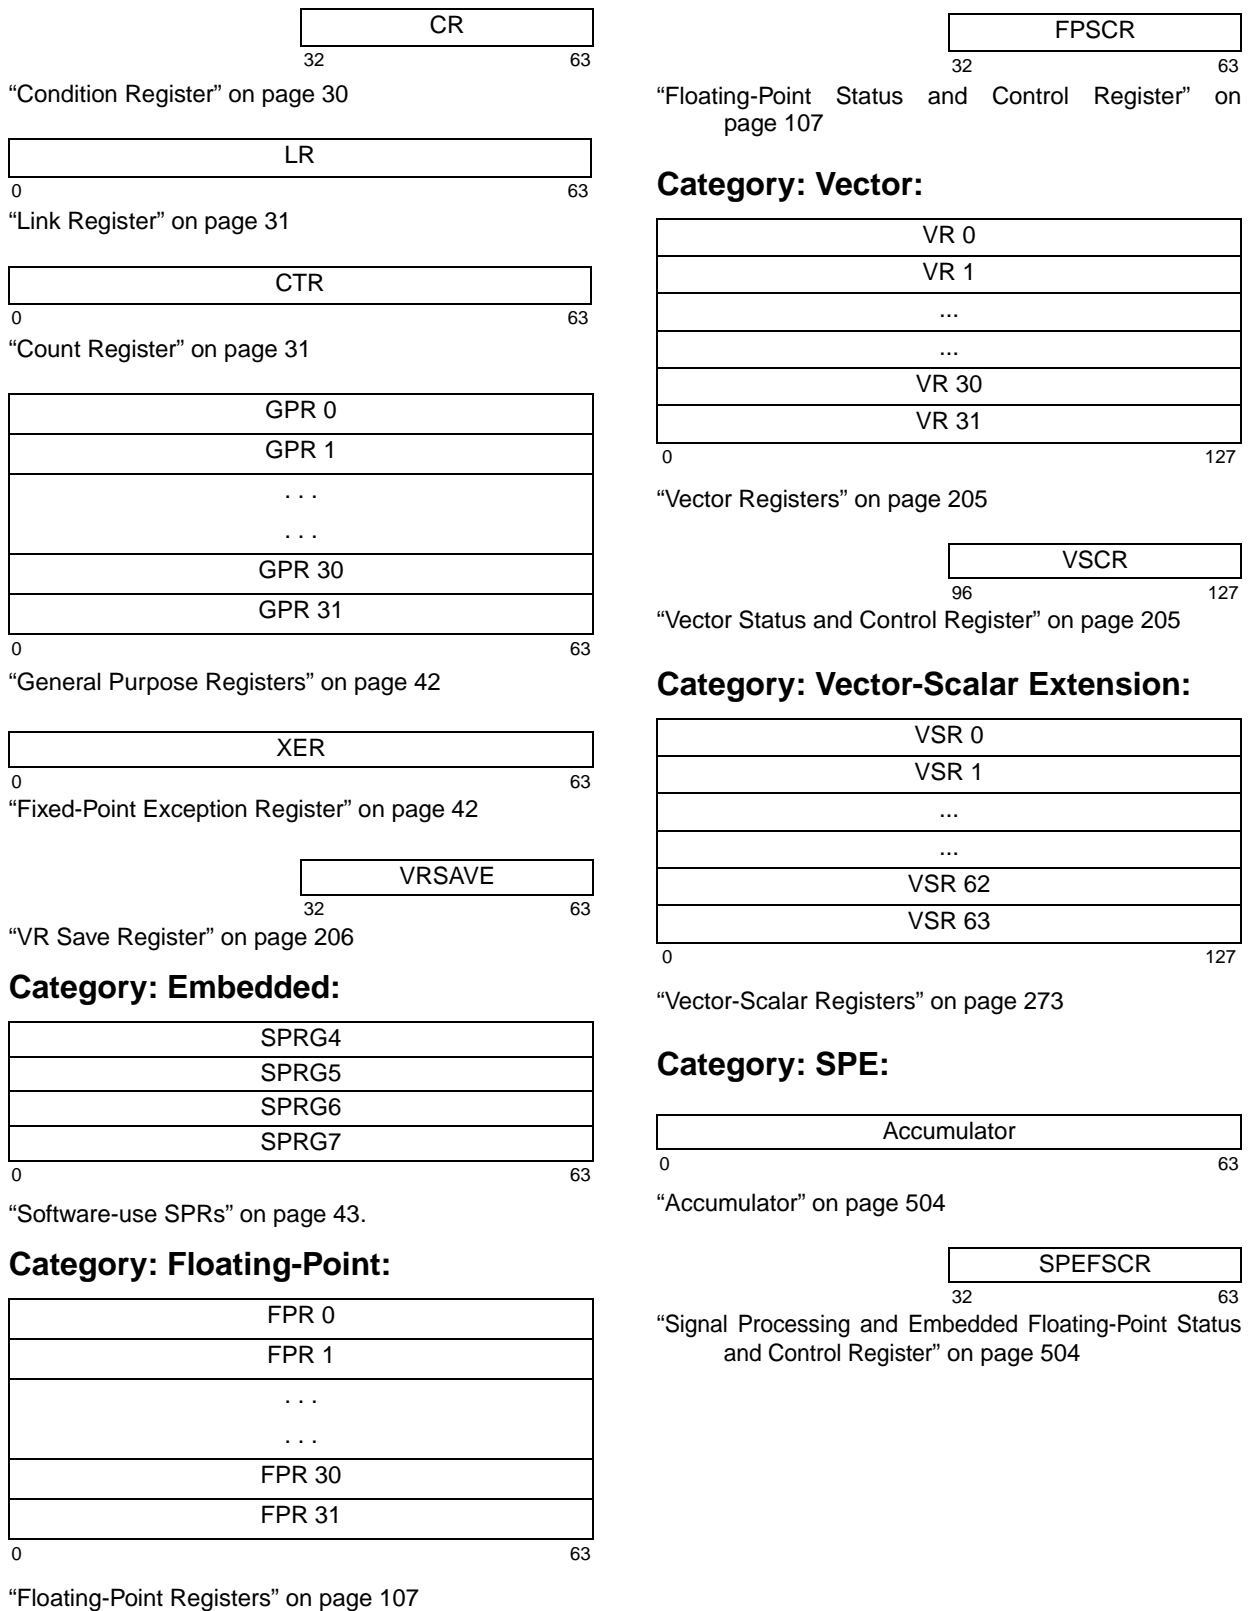 CR
32 63
“Condition Register” on page 30
LR
0 63
“Link Register” on page 31
CTR
0 63
“Count Register” on page 31
GPR 0
GPR 1
. . .
. . .
GPR 30
GPR 31
0 63
“General Purpose Registers” on page 42
XER
0 63
“Fixed-Point Exception Register” on page 42
VRSAVE
32 63
“VR Save Register” on page 206
Category: Embedded:
SPRG4
SPRG5
SPRG6
SPRG7
0 63
“Software-use SPRs” on page 43.
Category: Floating-Point:
FPR 0
FPR 1
. . .
. . .
FPR 30
FPR 31
0 63
“Floating-Point Registers” on page 107
FPSCR
32 63
“Floating-Point Status and Control Register” on
page 107
Category: Vector:
VR 0
VR 1
...
...
VR 30
VR 31
0 127
“Vector Registers” on page 205
VSCR
96 127
“Vector Status and Control Register” on page 205
Category: Vector-Scalar Extension:
VSR 0
VSR 1
...
...
VSR 62
VSR 63
0 127
“Vector-Scalar Registers” on page 273
Category: SPE:
Accumulator
0 63
“Accumulator” on page 504
SPEFSCR
32 63
“Signal Processing and Embedded Floating-Point Status
and Control Register” on page 504